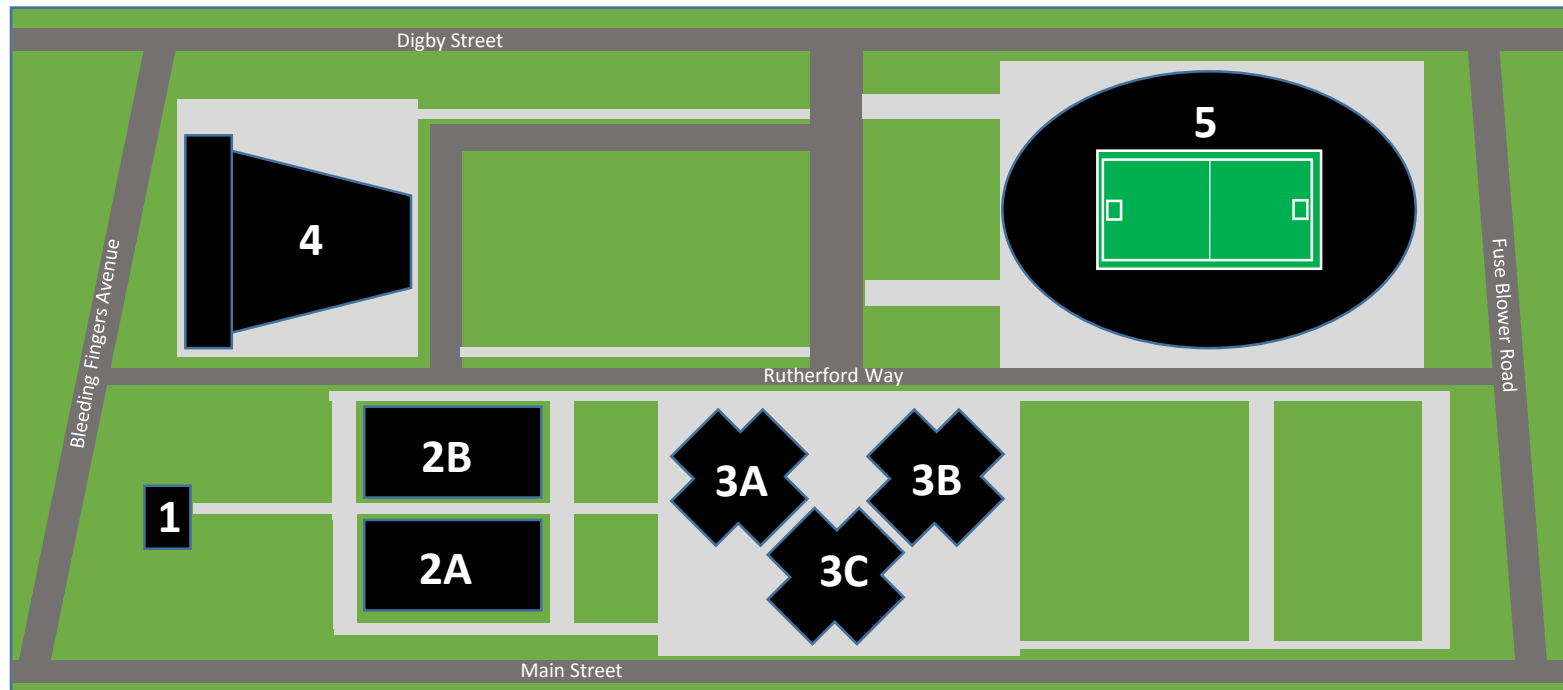 Digby Street
5
4
Bleeding Fingers Avenue
Fuse Blower Road
Rutherford Way
2B
3A
3B
1
2A
3C
Main Street